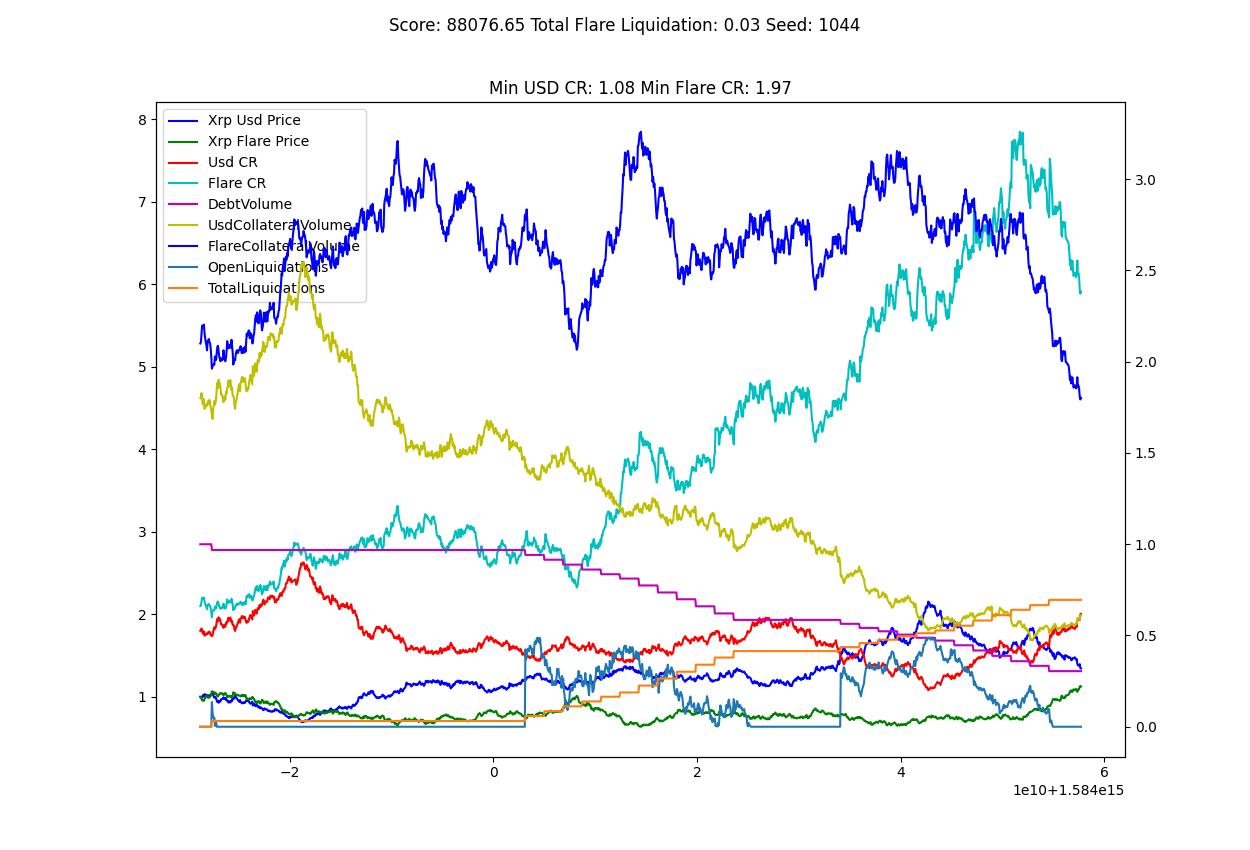 Score: 88076.65 Total Flare Liquidation: 0.03 Seed: 1044
Min USD CR: 1.08 Min Flare CR: 1.97
Xrp Usd Price
Xrp Flare Price
Usd CR
Flare CR
DebtVolume
UsdCollateralVolume
FlareCollateralVolume
OpenLiquidations
TotalLiquidations
8
7
6
5
4
3
2
1
3.0
2.5
2.0
1.5
1.0
0.5
0.0
−2
0
2
4
6
1e10+1.584e15